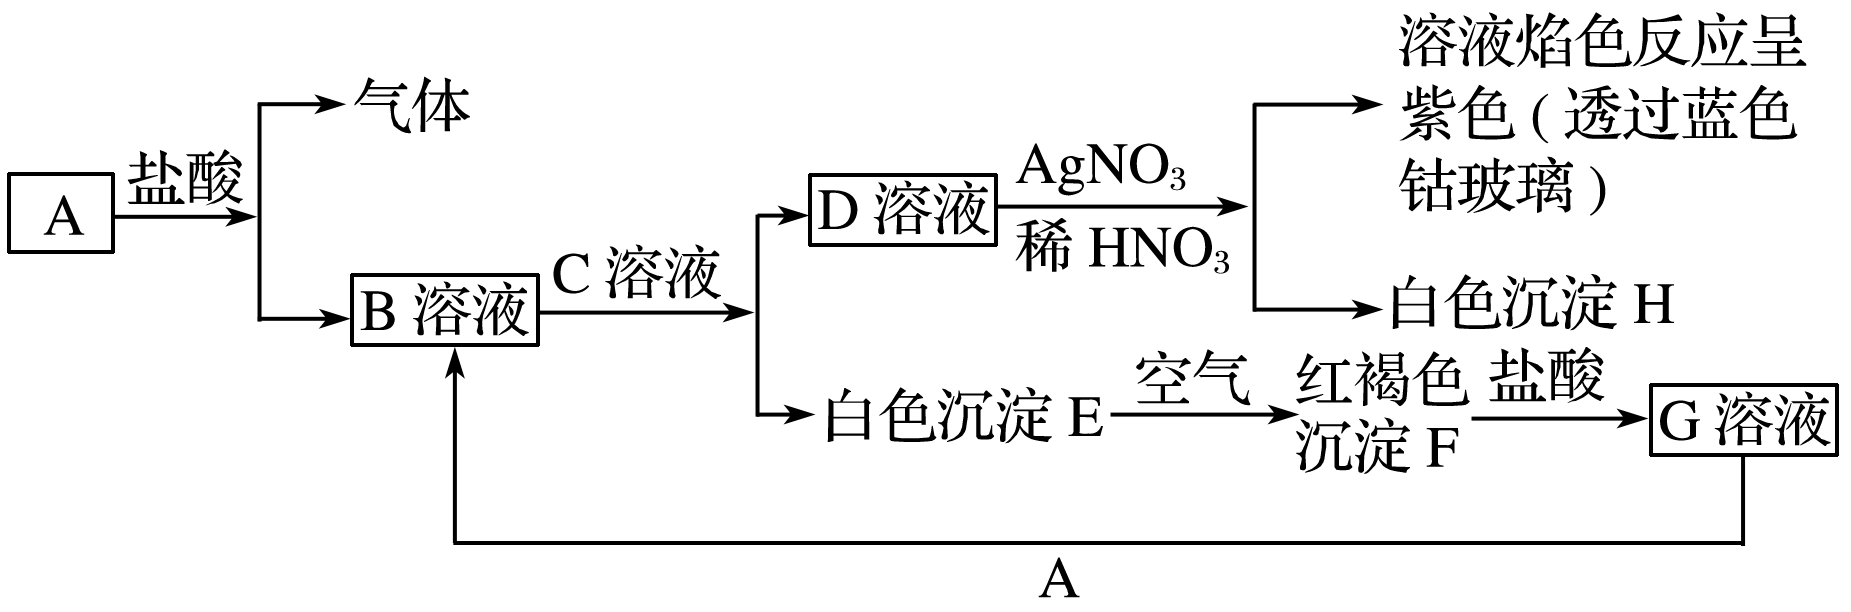 A
盐酸
气体
B 溶液
C 溶液
D 溶液
AgNO₃
稀 HNO₃
溶液焰色反应呈
紫色（透过蓝色
钴玻璃）
白色沉淀 H
白色沉淀 E
空气
红褐色
沉淀 F
盐酸
G 溶液
A